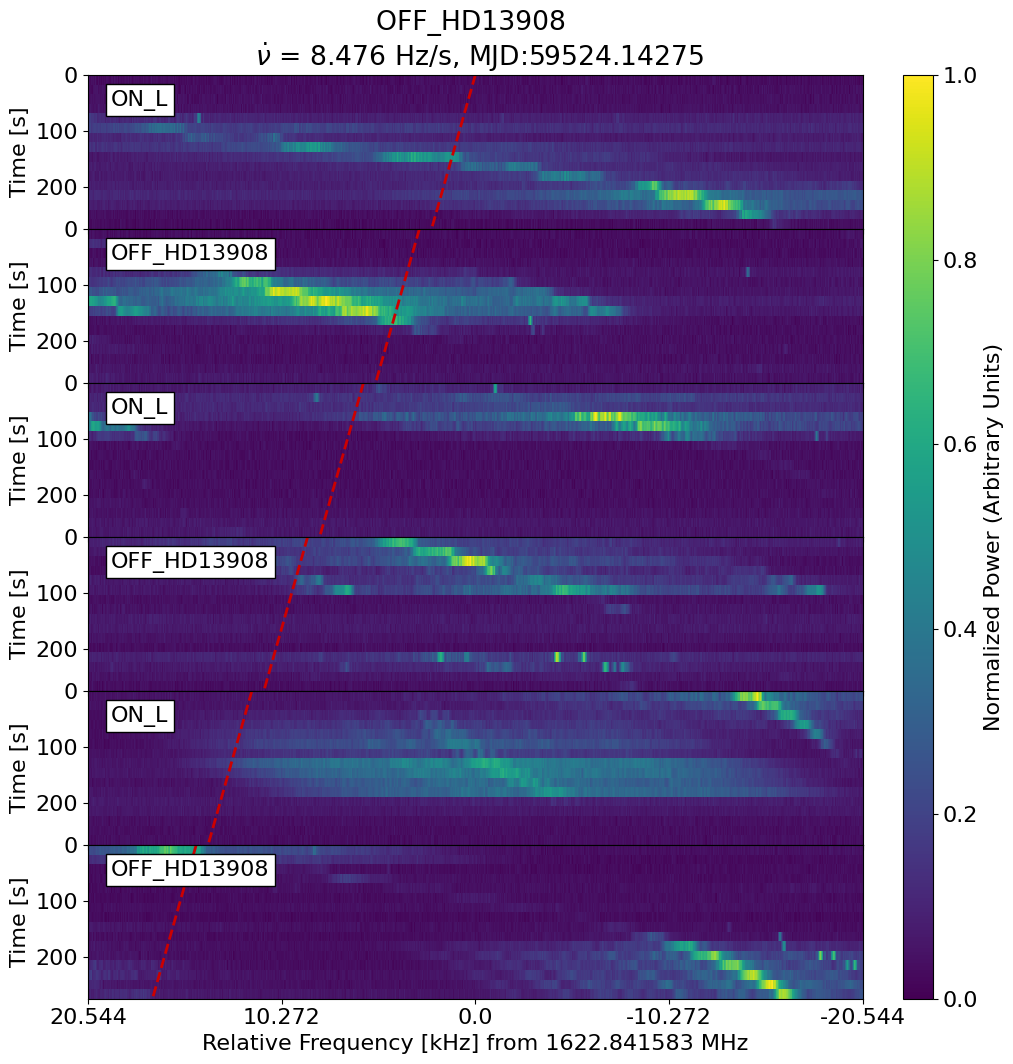 OFF_HD13908
ν̇ = 8.476 Hz/s, MJD:59524.14275
0
ON_L
100
200
Time [s]
0
OFF_HD13908
100
200
Time [s]
0
ON_L
100
200
Time [s]
0
OFF_HD13908
100
200
Time [s]
0
ON_L
100
200
Time [s]
0
OFF_HD13908
100
200
Time [s]
20.544 10.272 0.0 -10.272 -20.544
Relative Frequency [kHz] from 1622.841583 MHz
1.0
0.8
0.6
0.4
0.2
0.0
Normalized Power (Arbitrary Units)